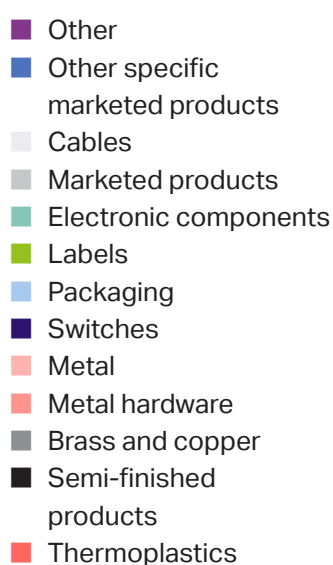 Other
Other specific
marketed products
Cables
Marketed products
Electronic components
Labels
Packaging
Switches
Metal
Metal hardware
Brass and copper
Semi-finished
products
Thermoplastics